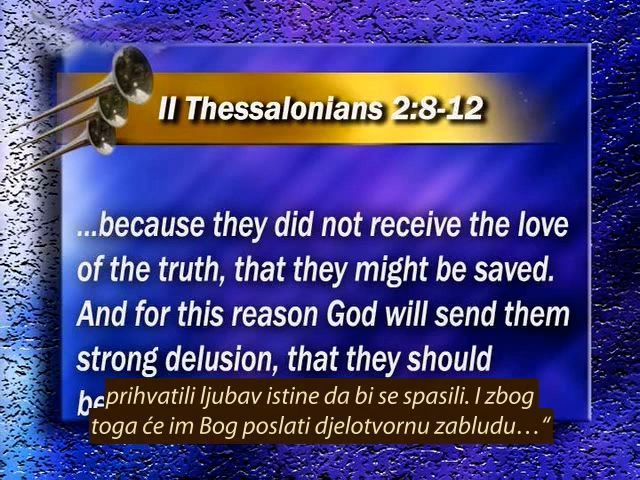 II Thessalonians 2:8-12
...because they did not receive the love
of the truth, that they might be saved.
And for this reason God will send them
strong delusion, that they should
prihvatili ljubav istine da bi se spasili. I zbog
toga će im Bog poslati djelotvornu zabludu…“